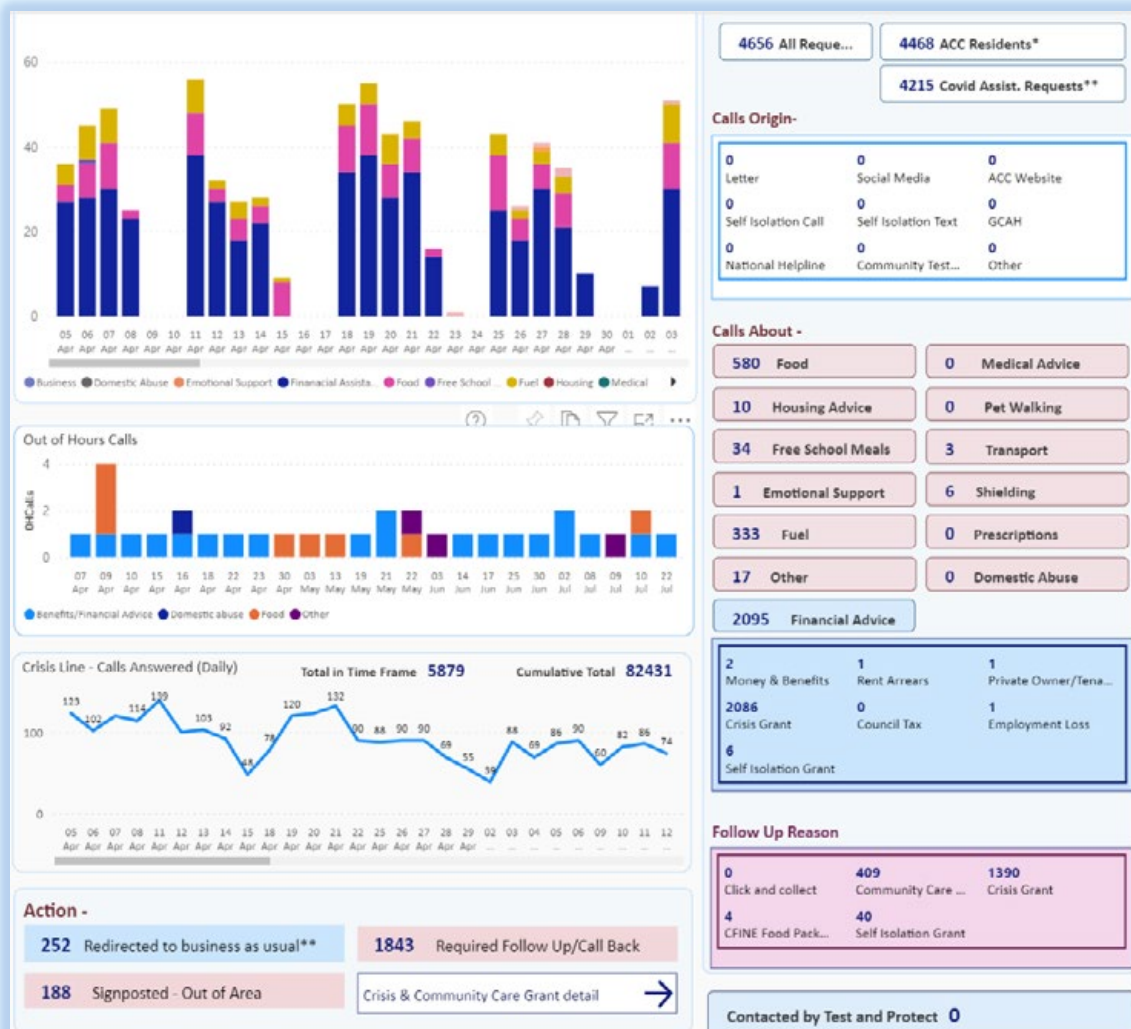 60
40
20
0
05 06 07 08 09 10 11 12 13 14 15 16 17 18 19 20 21 22 23 24 25 26 27 28 29 30 01 02 03
Apr Apr Apr Apr Apr Apr Apr Apr Apr Apr Apr Apr Apr Apr Apr Apr Apr Apr Apr Apr Apr Apr Apr Apr Apr Apr ... ... ...
Business Domestic Abuse Emotional Support Finanacial Assista... Food Free School ... Fuel Housing Medical
Out of Hours Calls
OHCalls
4
2
0
07 09 10 15 16 18 22 23 30 03 13 19 21 22 03 14 17 25 30 02 08 09 10 22
Apr Apr Apr Apr Apr Apr Apr Apr Apr May May May May May Jun Jun Jun Jun Jun Jul Jul Jul Jul Jul
Benefits/Financial Advice Domestic abuse Food Other
Crisis Line - Calls Answered (Daily) Total in Time Frame 5879 Cumulative Total 82431
123 102 114 139 103 92 48 78 120 132 90 88 90 90 69 55 39 88 69 86 90 60 82 86 74
100
0
05 06 07 08 11 12 13 14 15 18 19 20 21 22 25 26 27 28 29 02 03 04 05 06 09 10 11 12
Apr Apr Apr Apr Apr Apr Apr Apr Apr Apr Apr Apr Apr Apr Apr Apr Apr Apr Apr ... ... ... ... ... ... ... ... ...
Action -
252 Redirected to business as usual**
1843 Required Follow Up/Call Back
188 Signposted - Out of Area
Crisis & Community Care Grant detail
4656 All Reque...
4468 ACC Residents*
4215 Covid Assist. Requests**
Calls Origin-
0 0 0
Letter Social Media ACC Website
0 0 0
Self Isolation Call Self Isolation Text GCAH
0 0 0
National Helpline Community Test... Other
Calls About -
580 Food 0 Medical Advice
10 Housing Advice 0 Pet Walking
34 Free School Meals 3 Transport
1 Emotional Support 6 Shielding
333 Fuel 0 Prescriptions
17 Other 0 Domestic Abuse
2095 Financial Advice
2 1 1
Money & Benefits Rent Arrears Private Owner/Tena...
2086 0 1
Crisis Grant Council Tax Employment Loss
6
Self Isolation Grant
Follow Up Reason
0 409 1390
Click and collect Community Care ... Crisis Grant
4 40
CFINE Food Pack... Self Isolation Grant
Contacted by Test and Protect 0